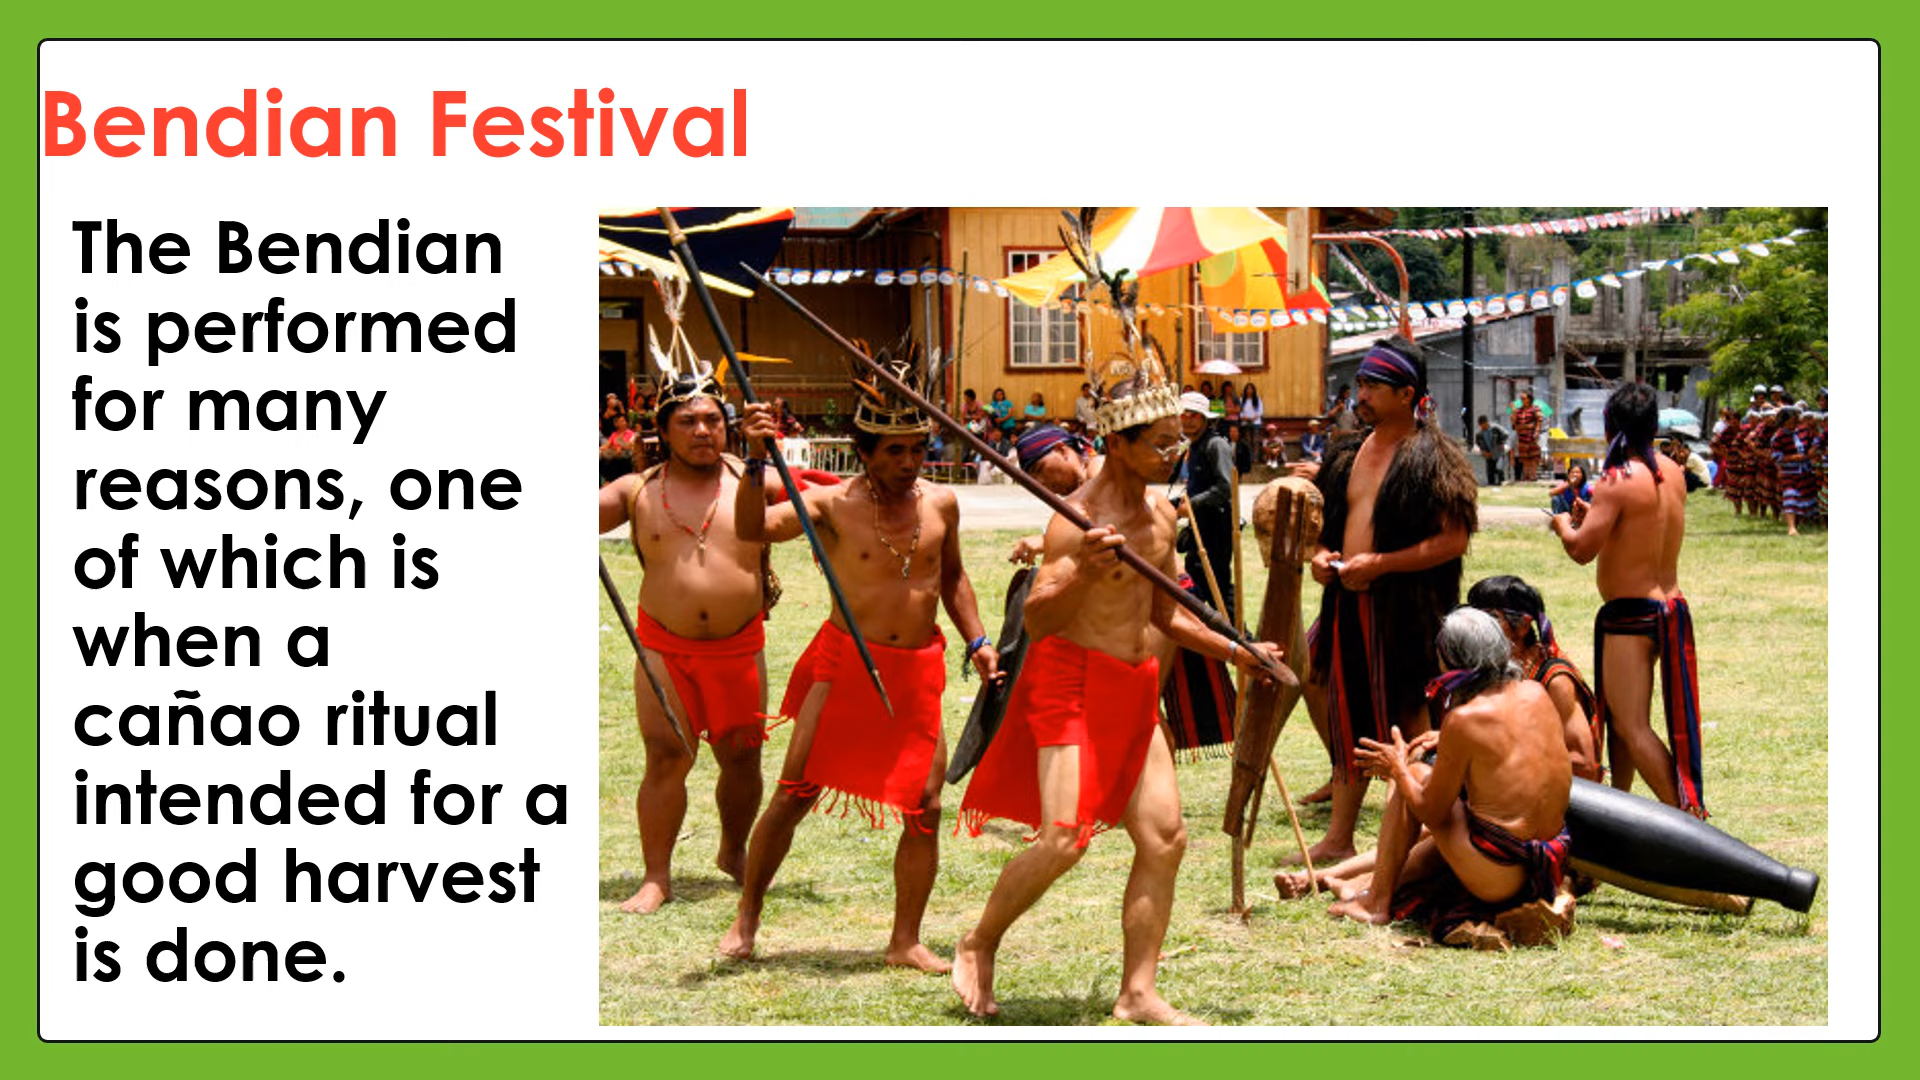 Bendian Festival
The Bendian
is performed
for many
reasons, one
of which is
when a
cañao ritual
intended for a
good harvest
is done.